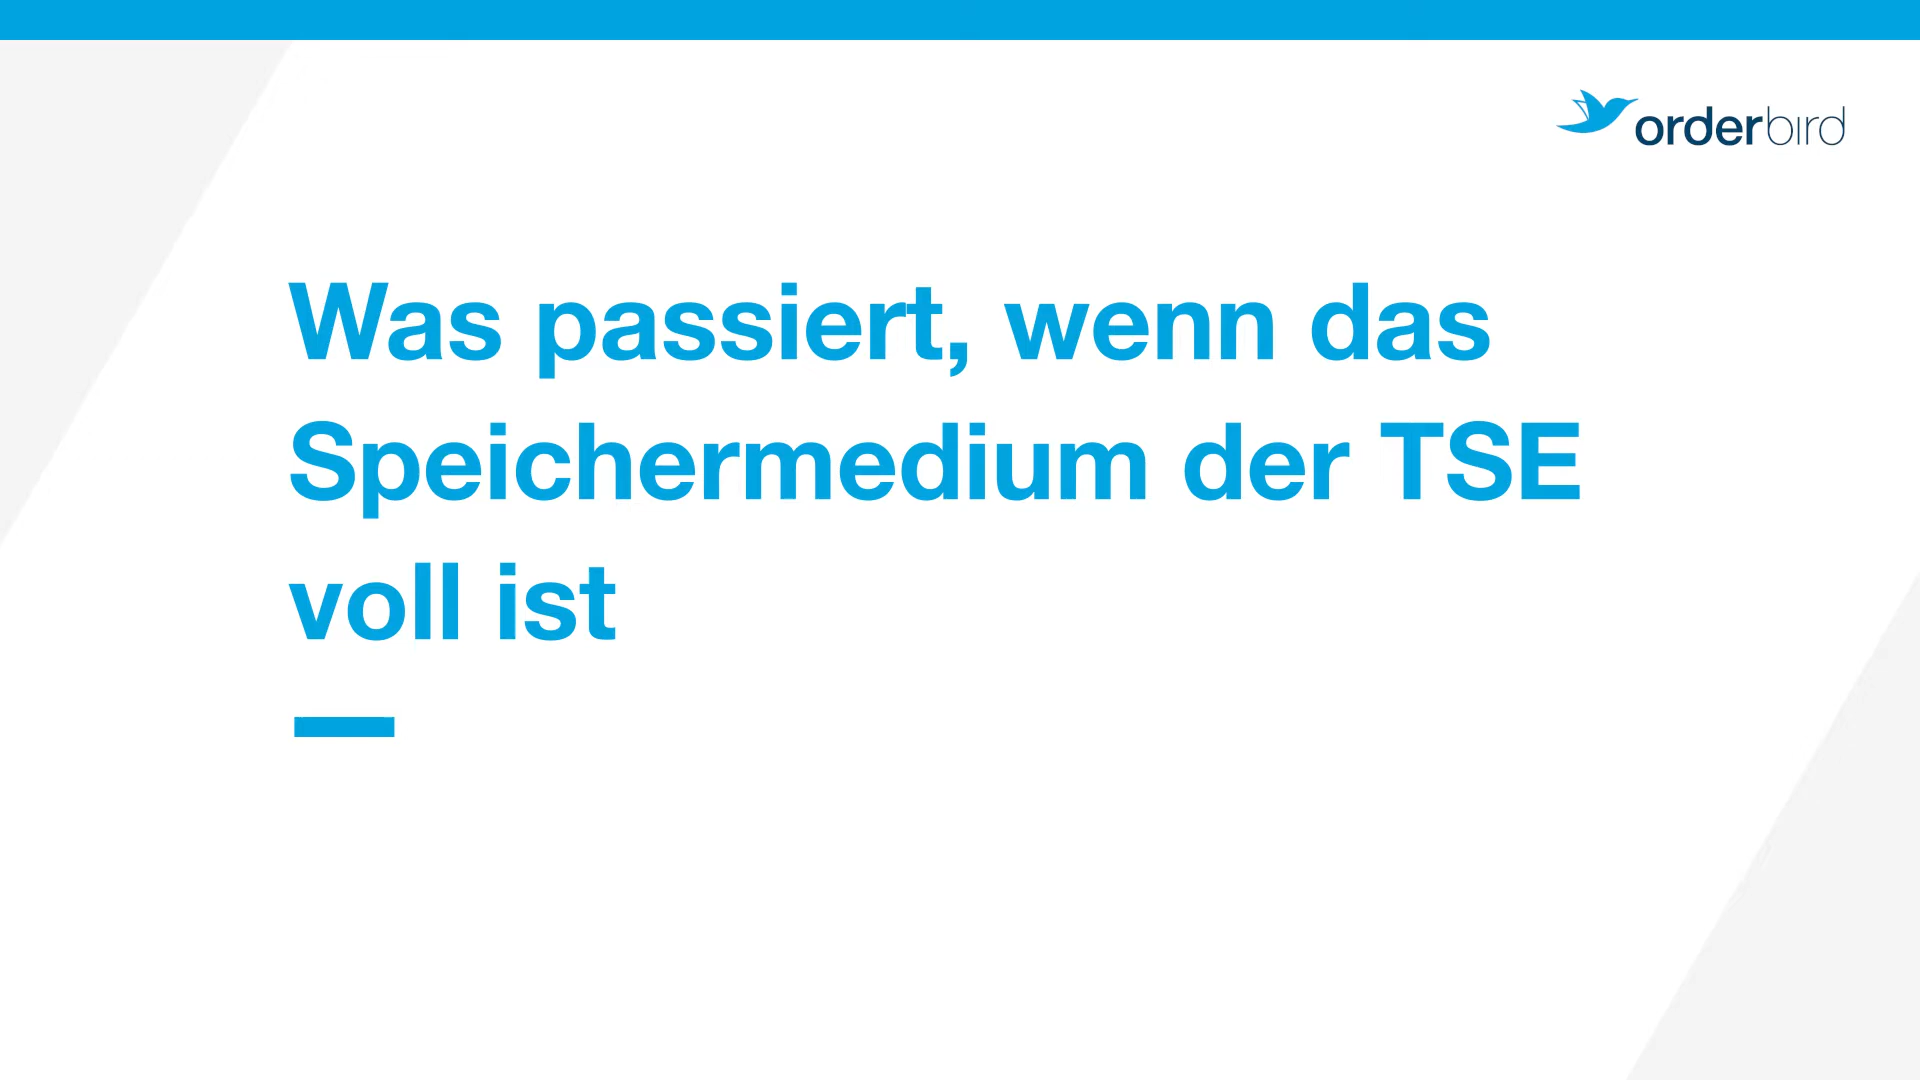 orderbird
Was passiert, wenn das
Speichermedium der TSE
voll ist